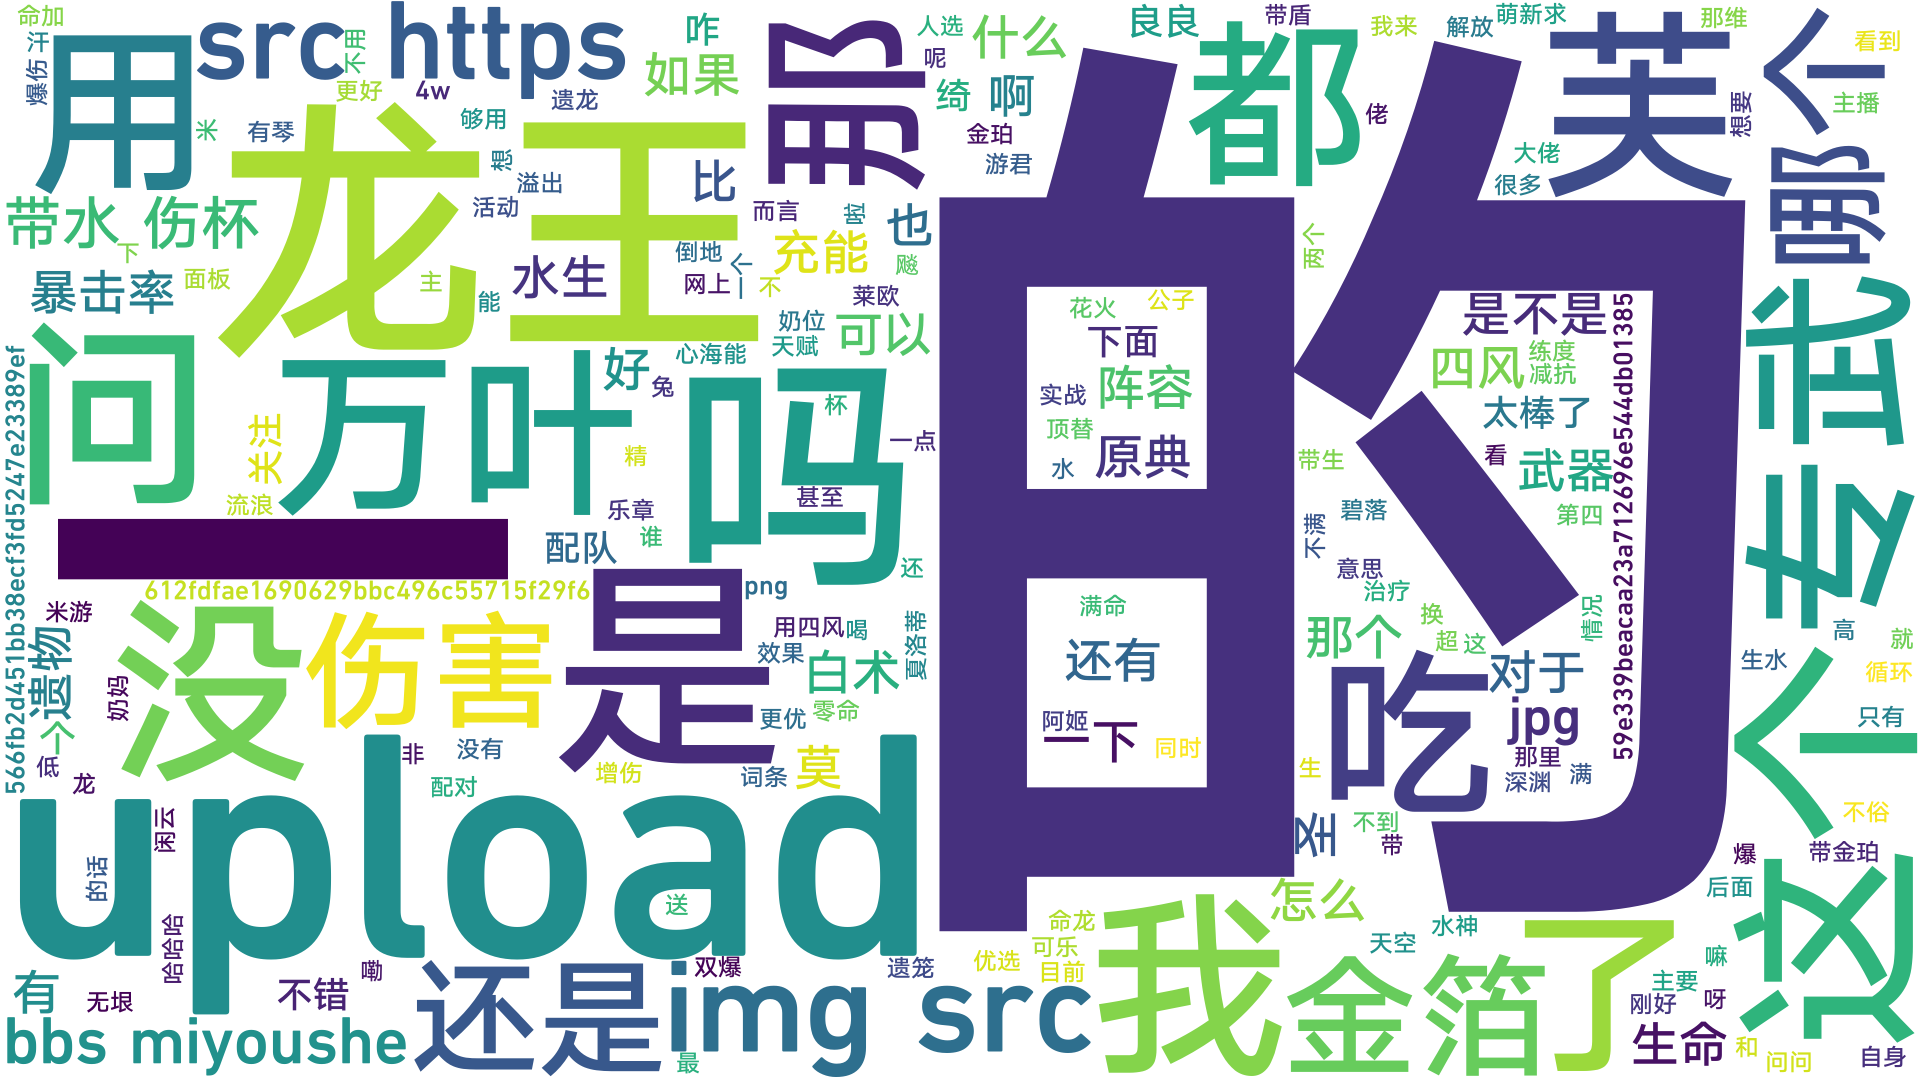 命加
汗
爆伤
用
不用
src https
更好
4w
遗龙
咋
如果
那
呢
人选
什么
绮
啊
良良
带盾
都
我来
佬
解放
萌新求
芙
那维
看到
主播
哪个
想要
大佬
很多
米
有琴
够用
想
溢出
活动
龙王
比
金珀
游君
的
带水
伤杯
下
暴击率
面板
主
能
水生
倒地
网上
一个
而言
啦
充能
不
也
飚
莱欧
可以
奶位
天赋
心海能
兔
好
两个
花火
公子
下面
实战
阵容
顶替
水
原典
是不是
四风
练度
减抗
太棒了
看
武器
第四
带生
碧落
不满
意思
治疗
59e339beacaa23a712696e544db01385
专武
问
万叶
吗
杯
一点
甚至
精
乐章
谁
关注
流浪
一
配队
还
566fb2d451bb38ecf3fd5247e23389ef
612fdfae1690629bbc496c55715f29f6
png
米游
遗物
没
伤害
是
用四风
喝
效果
白术
夏洛蒂
满命
还有
阿姬
一下
同时
那个
换
超
这
情况
吃
对于
jpg
那里
深渊
满
高
就
生水
循环
只有
这个
不俗
奶妈
个
低
龙
非
没有
配对
增伤
词条
更优
零命
莫
生
圣
不到
带
爆
带金珀
后面
upload
的话
闲云
哈哈哈
送
有
无垠
不错
嘞
还是
双爆
最
遗笼
优选
可乐
目前
命龙
我
怎么
天空
水神
金箔
了
嘛
主要
刚好
呀
生命
和
问问
自身
bbs miyoushe
img src